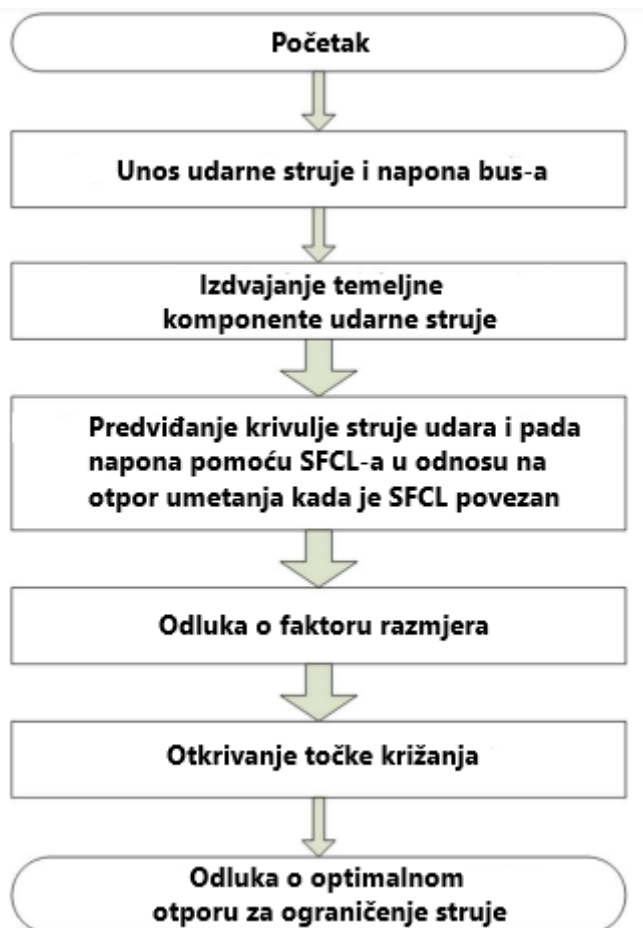 Početak
Unos udarne struje i napona bus-a
Izdvajanje temeljne
komponente udarne struje
Predviđanje krivulje struje udara i pada
napona pomoću SFCL-a u odnosu na
otpor umetanja kada je SFCL povezan
Odluka o faktoru razmjera
Otkrivanje točke križanja
Odluka o optimalnom
otporu za ograničenje struje